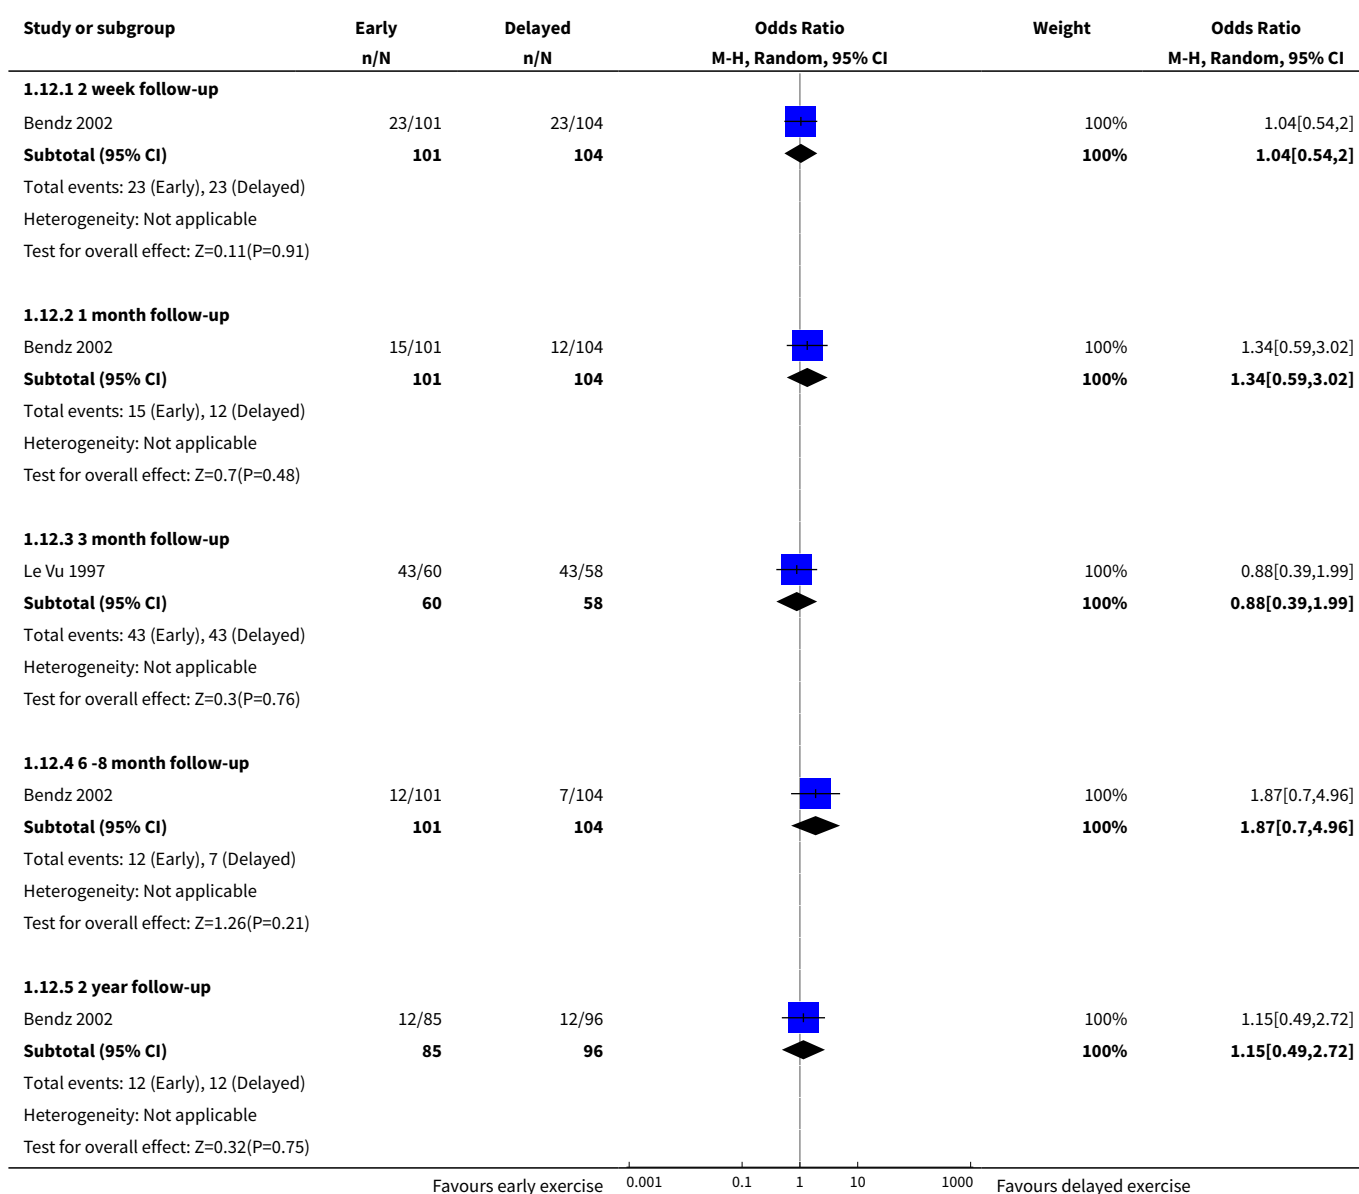 Study or subgroup Early Delayed Odds Ratio Weight Odds Ratio
n/N n/N M-H, Random, 95% CI M-H, Random, 95% CI
1.12.1 2 week follow-up
Bendz 2002 23/101 23/104 100% 1.04[0.54,2]
Subtotal (95% CI) 101 104 100% 1.04[0.54,2]
Total events: 23 (Early), 23 (Delayed)
Heterogeneity: Not applicable
Test for overall effect: Z=0.11(P=0.91)
1.12.2 1 month follow-up
Bendz 2002 15/101 12/104 100% 1.34[0.59,3.02]
Subtotal (95% CI) 101 104 100% 1.34[0.59,3.02]
Total events: 15 (Early), 12 (Delayed)
Heterogeneity: Not applicable
Test for overall effect: Z=0.7(P=0.48)
1.12.3 3 month follow-up
Le Vu 1997 43/60 43/58 100% 0.88[0.39,1.99]
Subtotal (95% CI) 60 58 100% 0.88[0.39,1.99]
Total events: 43 (Early), 43 (Delayed)
Heterogeneity: Not applicable
Test for overall effect: Z=0.3(P=0.76)
1.12.4 6 -8 month follow-up
Bendz 2002 12/101 7/104 100% 1.87[0.7,4.96]
Subtotal (95% CI) 101 104 100% 1.87[0.7,4.96]
Total events: 12 (Early), 7 (Delayed)
Heterogeneity: Not applicable
Test for overall effect: Z=1.26(P=0.21)
1.12.5 2 year follow-up
Bendz 2002 12/85 12/96 100% 1.15[0.49,2.72]
Subtotal (95% CI) 85 96 100% 1.15[0.49,2.72]
Total events: 12 (Early), 12 (Delayed)
Heterogeneity: Not applicable
Test for overall effect: Z=0.32(P=0.75)
Favours early exercise 0.001 0.1 1 10 1000 Favours delayed exercise